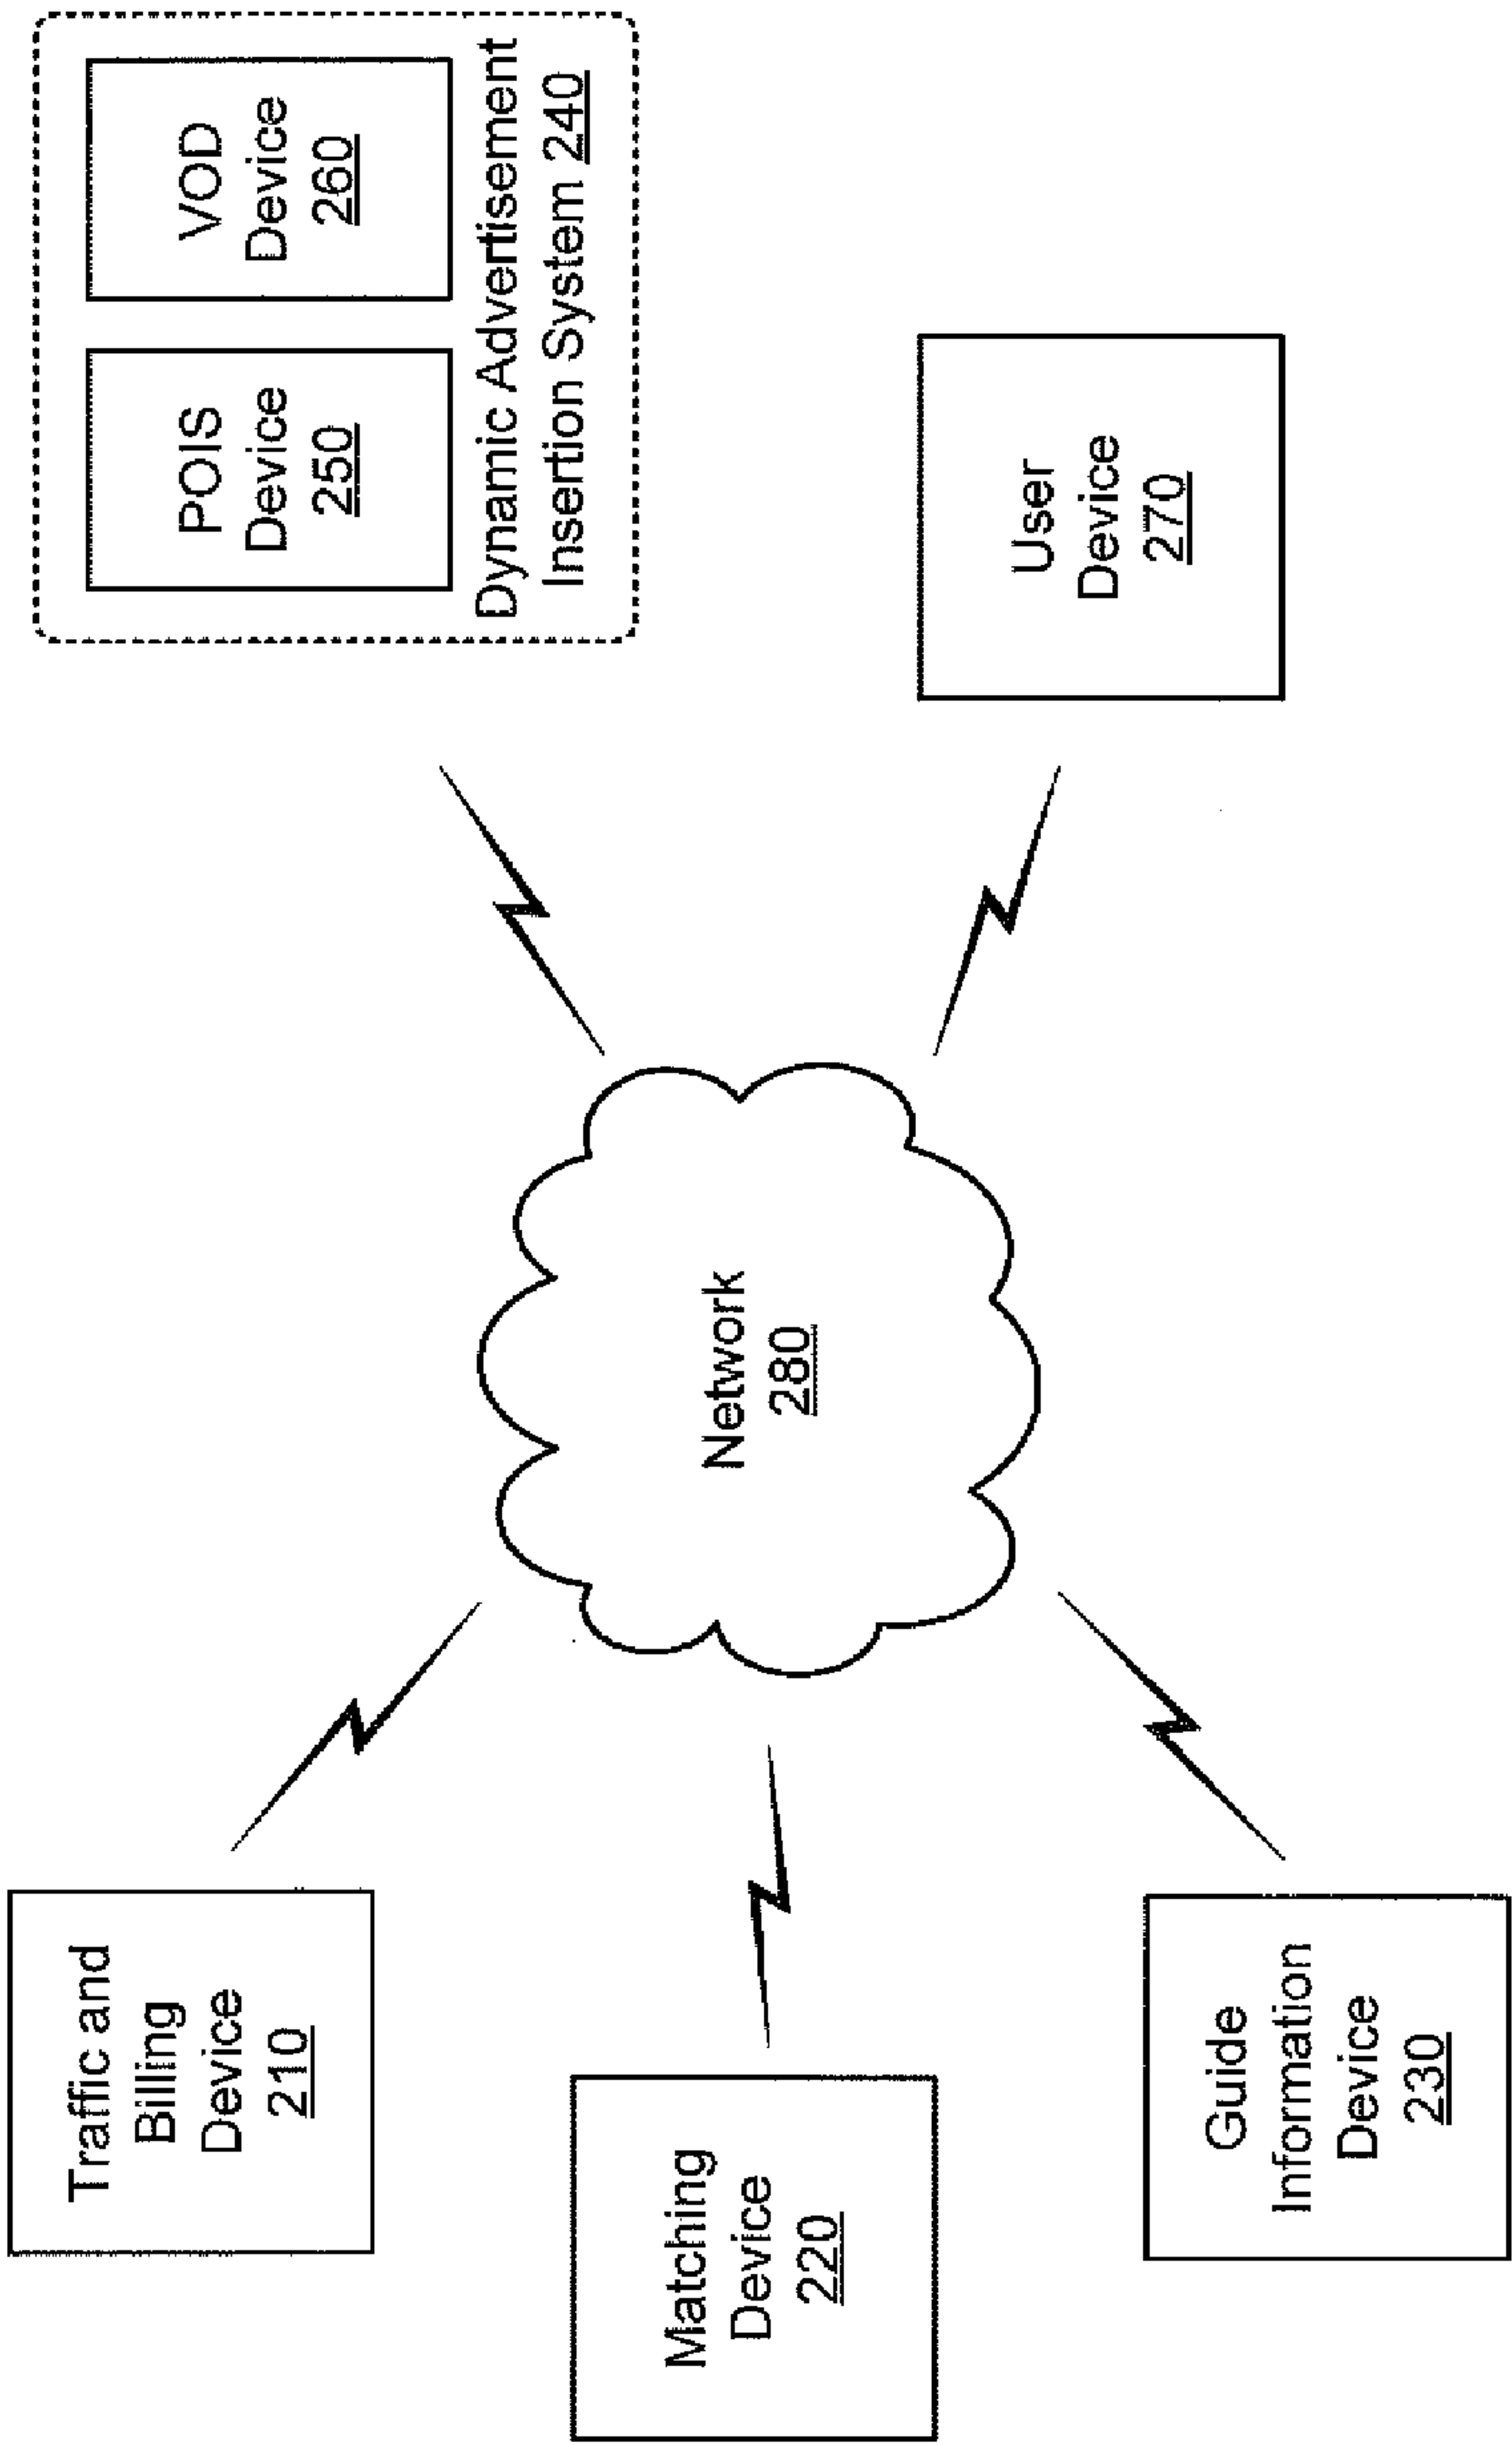 Traffic and
Billing
Device
210
Matching
Device
220
Guide
Information
Device
230
Network
280
POIS
Device
250
VOD
Device
260
Dynamic Advertisement
Insertion System 240
User
Device
270